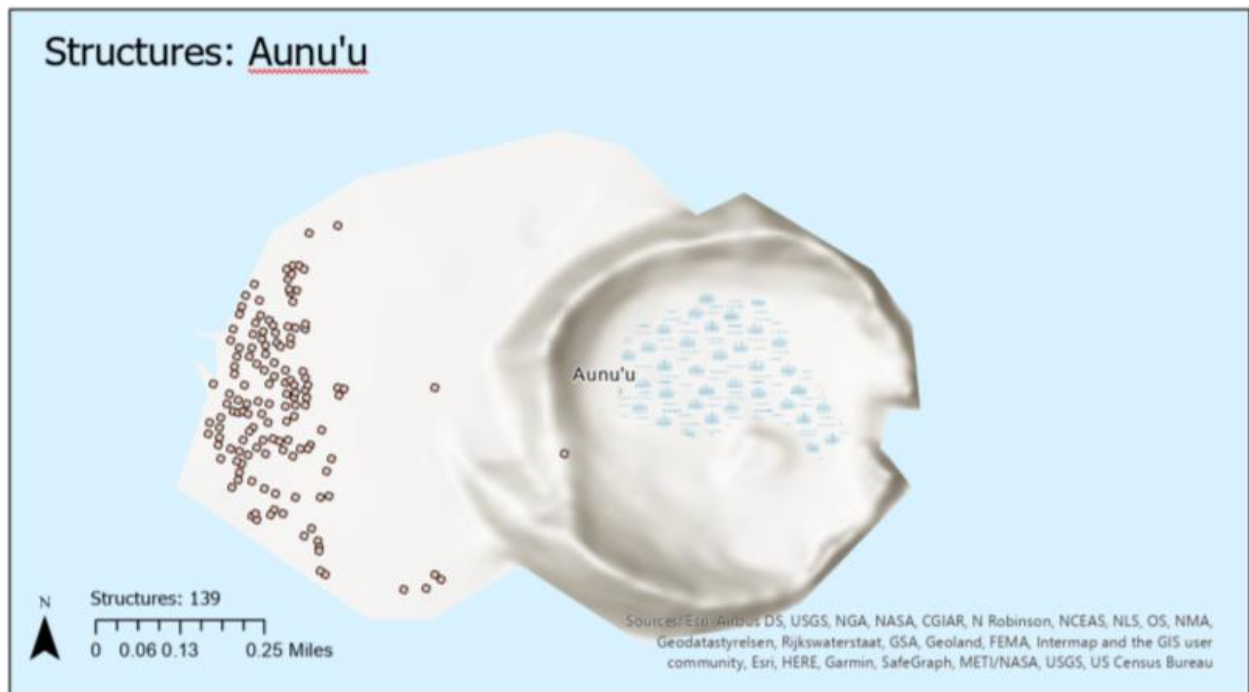 Structures: Aunu'u
Aunu'u
N
Structures: 139
0 0.06 0.13 0.25 Miles
Sources: Esri, Airbus DS, USGS, NGA, NASA, CGIAR, N Robinson, NCEAS, NLS, OS, NMA,
Geodatastyrelsen, Rijkswaterstaat, GSA, Geoland, FEMA, Intermap and the GIS user
community, Esri, HERE, Garmin, SafeGraph, METI/NASA, USGS, US Census Bureau